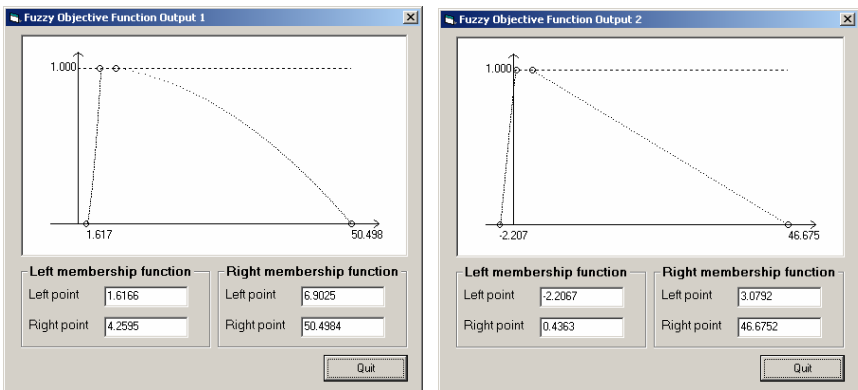 Fuzzy Objective Function Output 1
1.000
1.617
50.498
Left membership function
Left point 1.6166
Right point 4.2595
Right membership function
Left point 6.9025
Right point 50.4984
Quit
Fuzzy Objective Function Output 2
1.000
-2.207
46.675
Left membership function
Left point -2.2067
Right point 0.4363
Right membership function
Left point 3.0792
Right point 46.6752
Quit